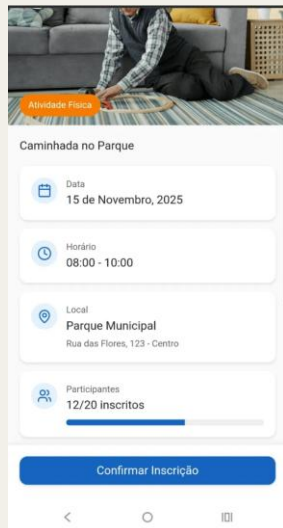 Atividade Física
Caminhada no Parque
Data
15 de Novembro, 2025
Horário
08:00 - 10:00
Local
Parque Municipal
Rua das Flores, 123 - Centro
Participantes
12/20 inscritos
Confirmar Inscrição